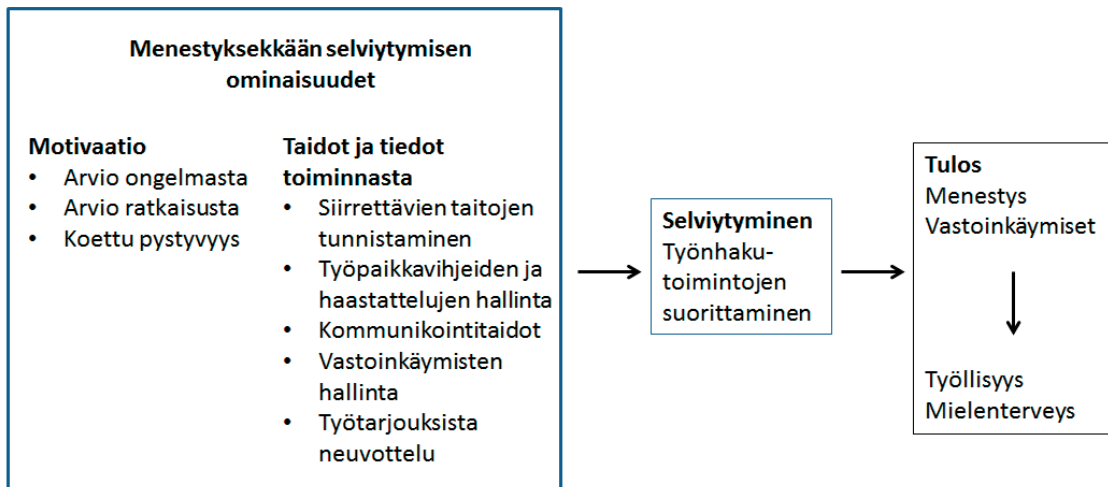 Menestyksekkään selviytymisen
ominaisuudet
Motivaatio
• Arvio ongelmasta
• Arvio ratkaisusta
• Koettu pystyvyys
Taidot ja tiedot
toiminnasta
• Siirrettävien taitojen
tunnistaminen
• Työpaikkavihjeiden ja
haastattelujen hallinta
• Kommunikointitaidot
• Vastoinkäymisten
hallinta
• Työtarjouksista
neuvottelu
Selviytyminen
Työnhaku-
toimintojen
suorittaminen
Tulos
Menestys
Vastoinkäymiset
Työllisyys
Mielenterveys